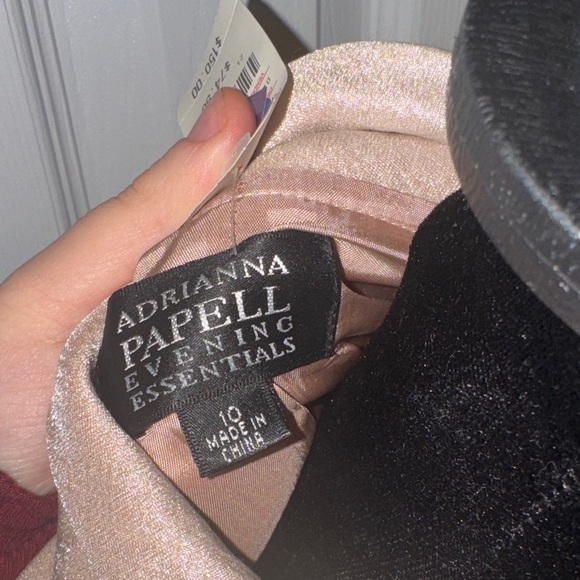 $150.00
ADRIANNA
PAPELL
EVENING
ESSENTIALS
10
MADE IN
CHINA